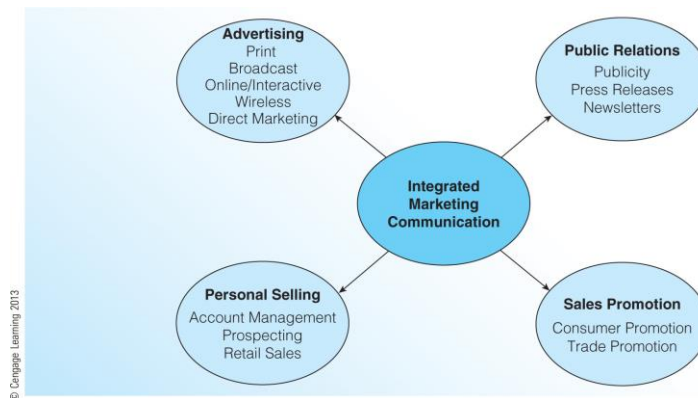 Advertising
Print
Broadcast
Online/Interactive
Wireless
Direct Marketing
Public Relations
Publicity
Press Releases
Newsletters
Integrated
Marketing
Communication
Personal Selling
Account Management
Prospecting
Retail Sales
Sales Promotion
Consumer Promotion
Trade Promotion
© Cengage Learning 2013